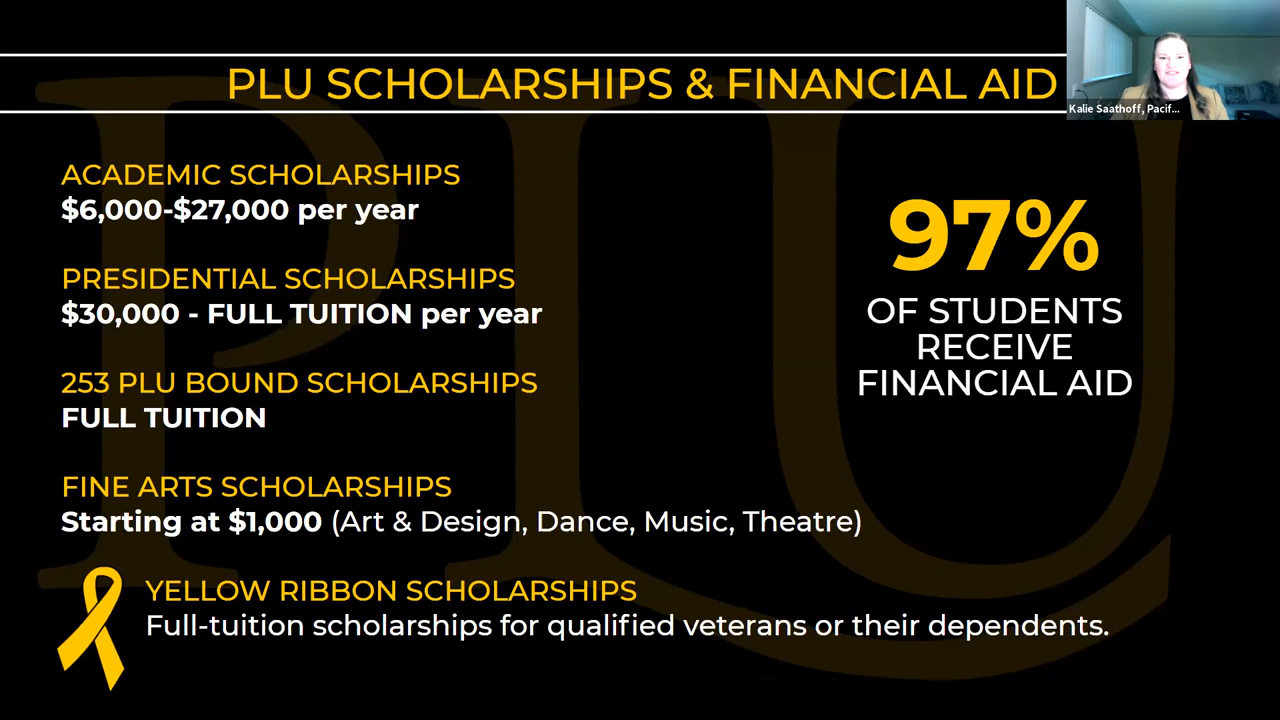 PLU SCHOLARSHIPS & FINANCIAL AID
Kalie Saathoff, Pacif...
ACADEMIC SCHOLARSHIPS
$6,000-$27,000 per year
PRESIDENTIAL SCHOLARSHIPS
$30,000 - FULL TUITION per year
253 PLU BOUND SCHOLARSHIPS
FULL TUITION
FINE ARTS SCHOLARSHIPS
Starting at $1,000 (Art & Design, Dance, Music, Theatre)
YELLOW RIBBON SCHOLARSHIPS
Full-tuition scholarships for qualified veterans or their dependents.
97%
OF STUDENTS
RECEIVE
FINANCIAL AID
PLU